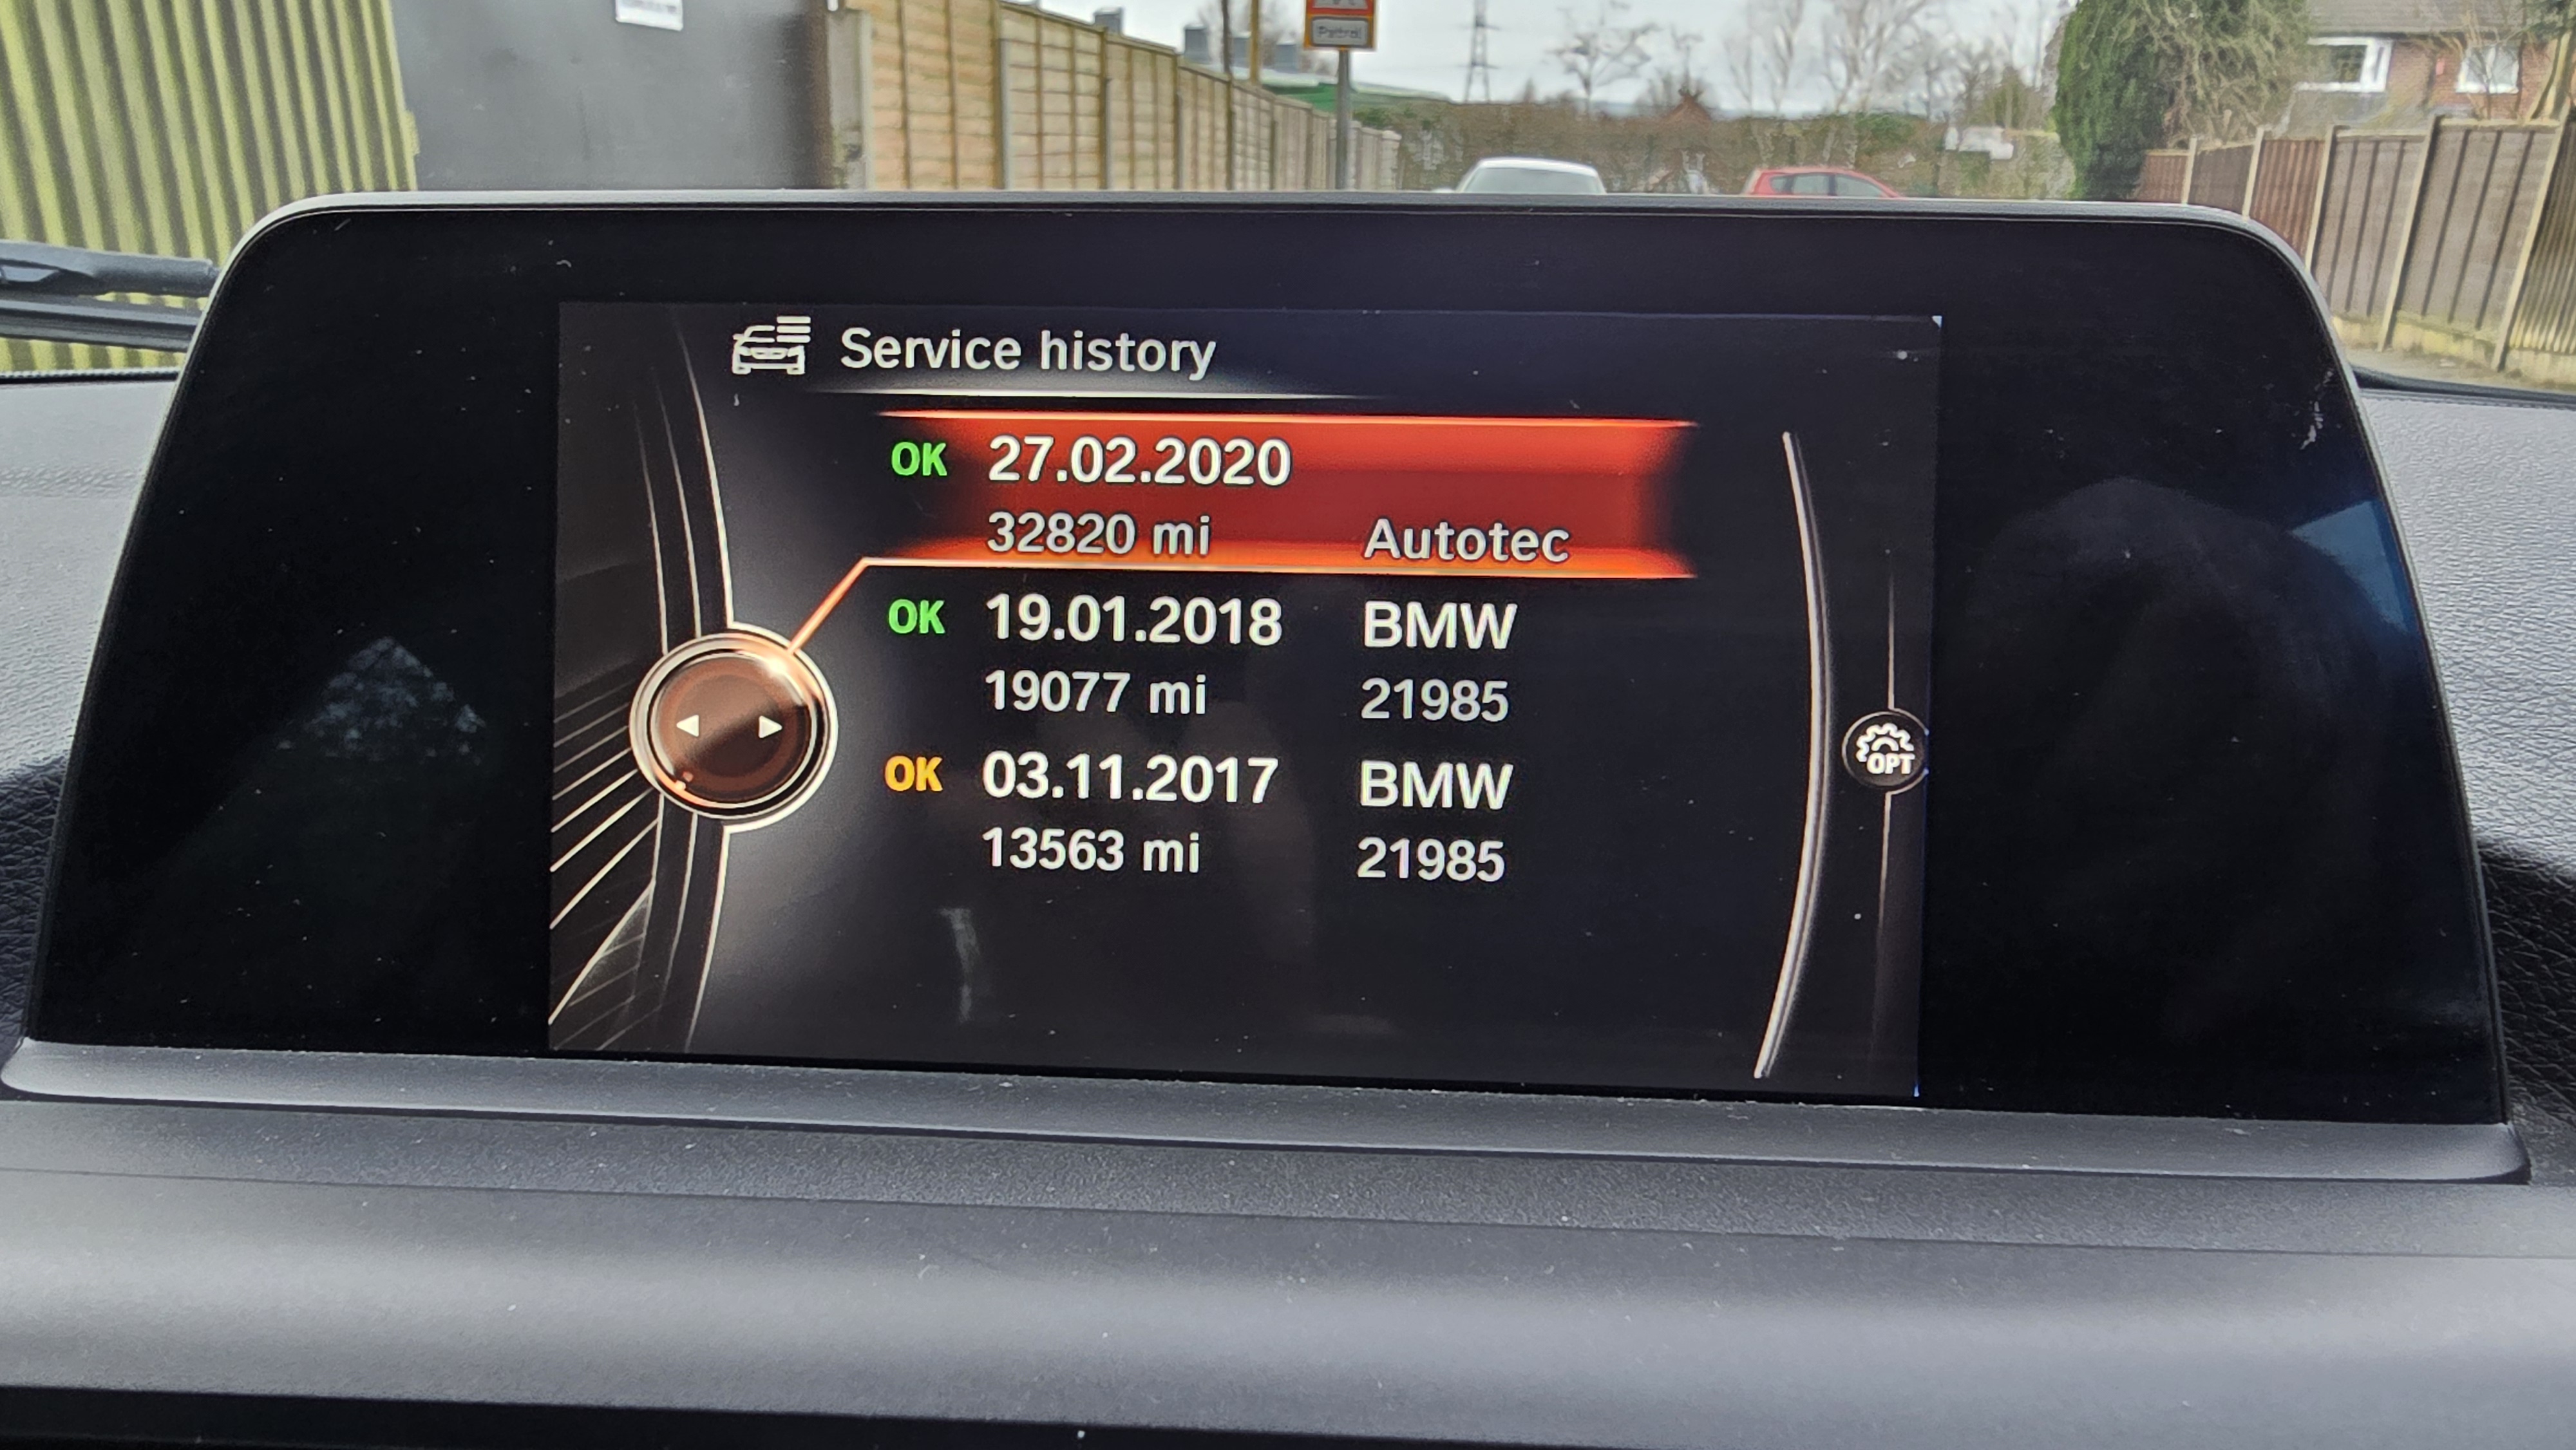 Patrol
Service history
OK 27.02.2020
32820 mi Autotec
OK 19.01.2018 BMW
19077 mi 21985
OK 03.11.2017 BMW
13563 mi 21985
OPT